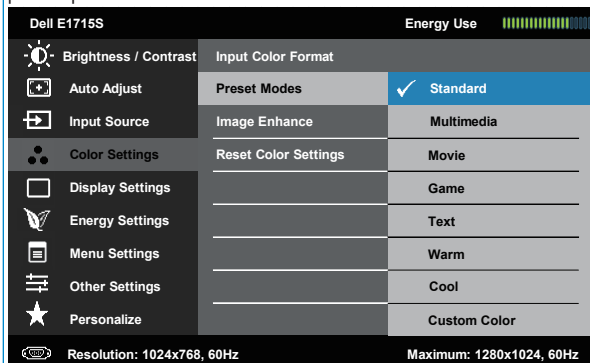 Dell E1715S Energy Use
Brightness / Contrast Input Color Format
Auto Adjust Preset Modes Standard
Input Source Image Enhance Multimedia
Color Settings Reset Color Settings Movie
Display Settings Game
Energy Settings Text
Menu Settings Warm
Other Settings Cool
Personalize Custom Color
Resolution: 1024x768, 60Hz Maximum: 1280x1024, 60Hz